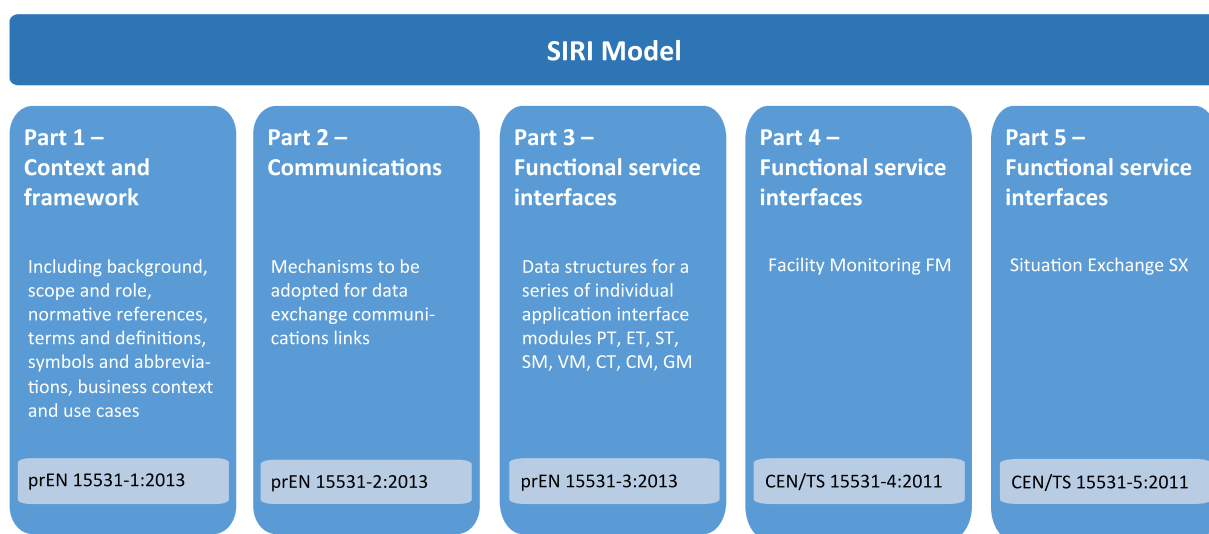 SIRI Model
Part 1 –
Context and
framework
Including background,
scope and role,
normative references,
terms and definitions,
symbols and abbrevia-
tions, business context
and use cases
prEN 15531-1:2013
Part 2 –
Communications
Mechanisms to be
adopted for data
exchange communi-
cations links
prEN 15531-2:2013
Part 3 –
Functional service
interfaces
Data structures for a
series of individual
application interface
modules PT, ET, ST,
SM, VM, CT, CM, GM
prEN 15531-3:2013
Part 4 –
Functional service
interfaces
Facility Monitoring FM
CEN/TS 15531-4:2011
Part 5 –
Functional service
interfaces
Situation Exchange SX
CEN/TS 15531-5:2011